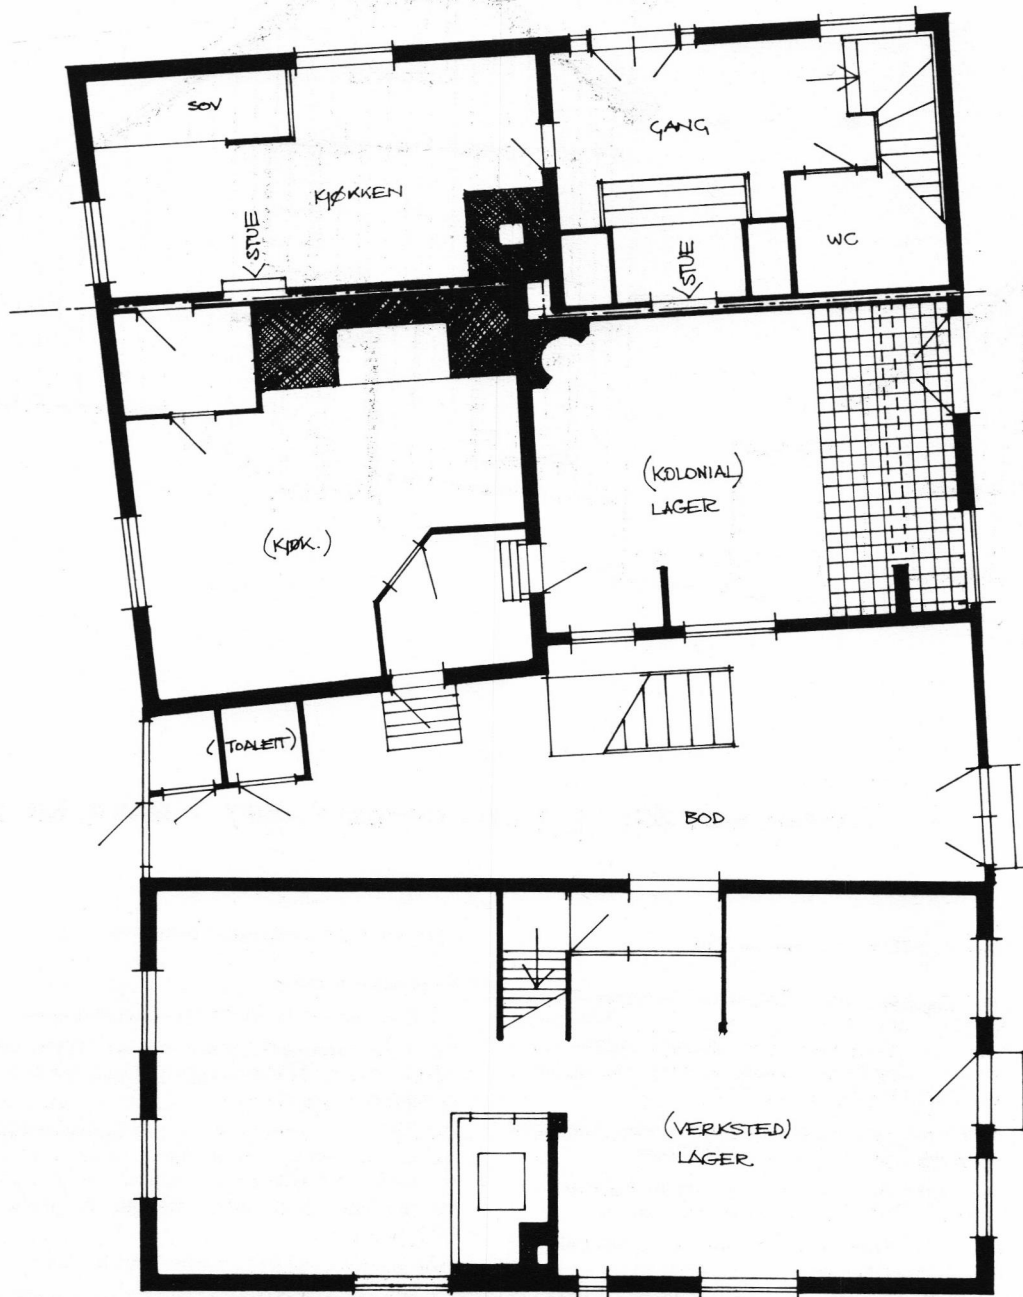 SOV
GANG
KJØKKEN
STUE
STUE
WC
(KOLONIAL)
LAGER
(KJØK.)
(TOALETT)
BOD
(VERKSTED)
LAGER